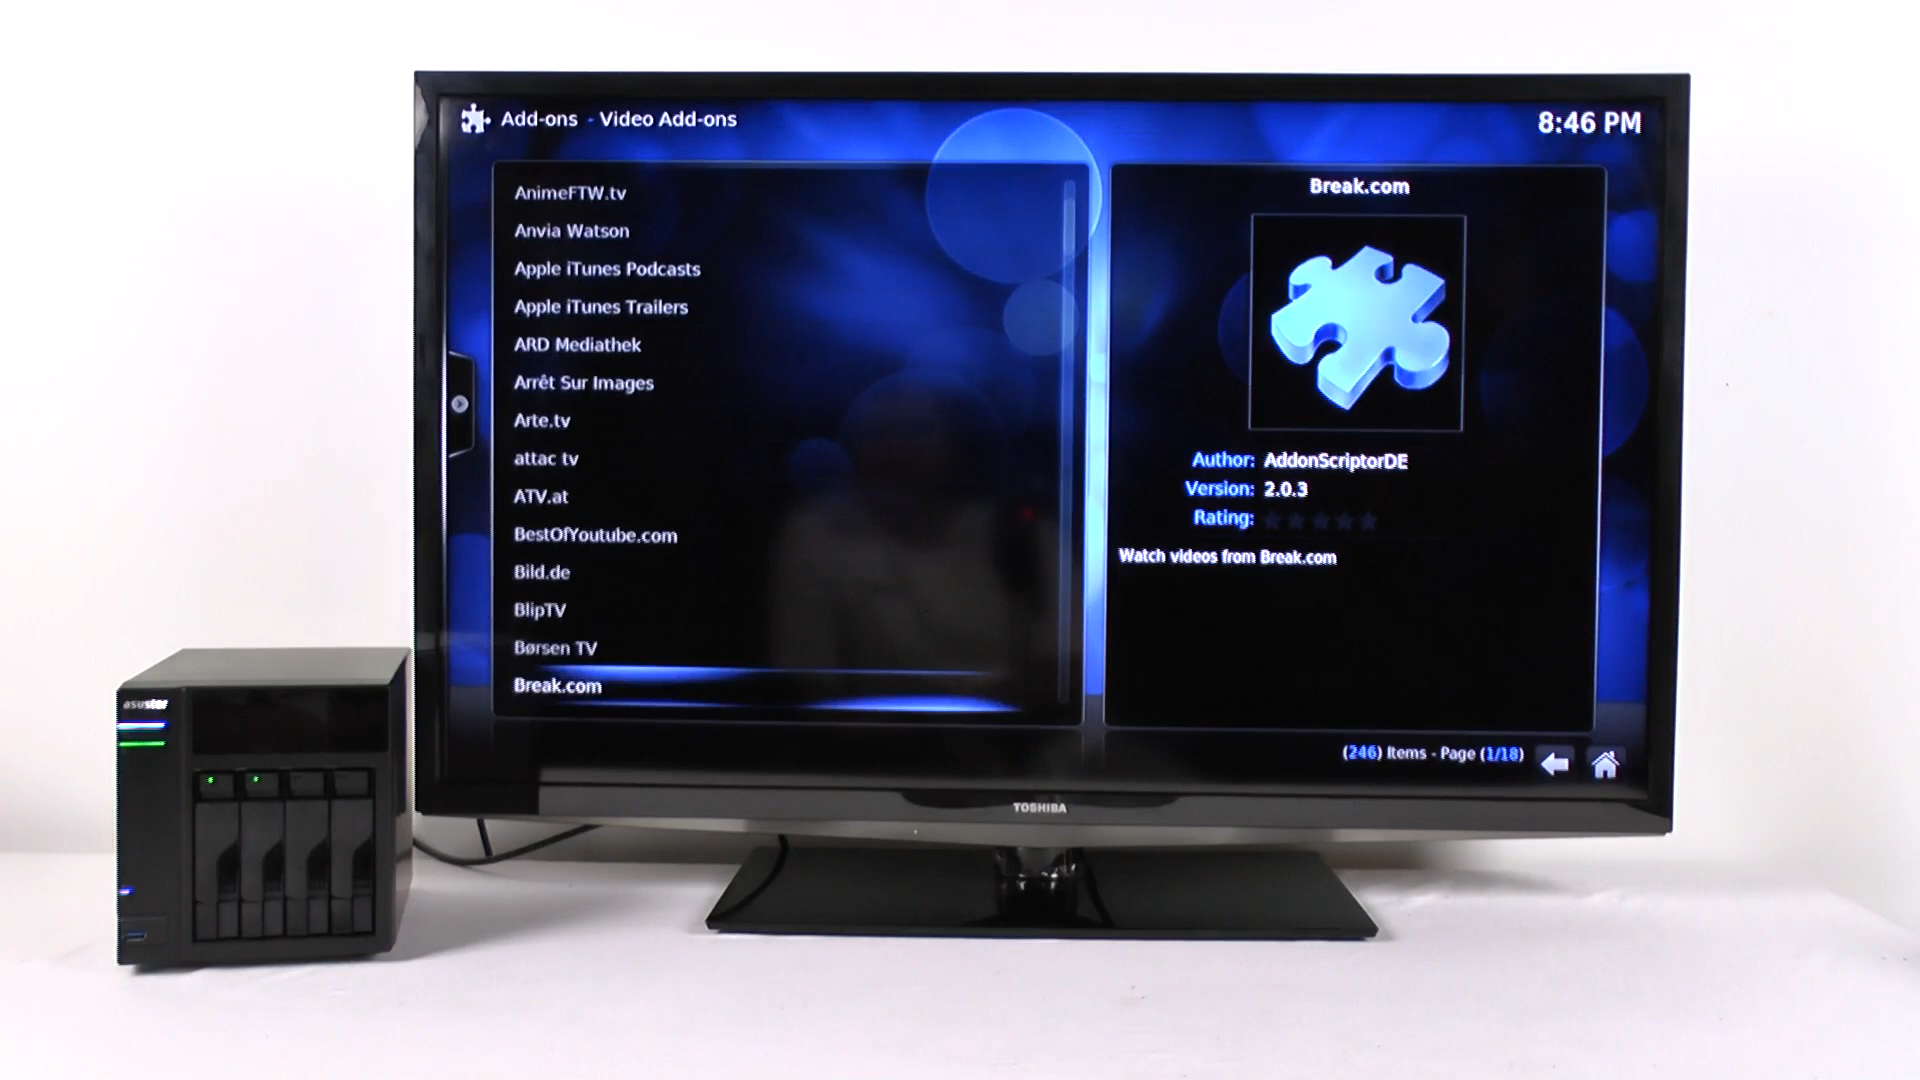 Add-ons - Video Add-ons
8:46 PM
AnimeFTW.tv
Anvia Watson
Apple iTunes Podcasts
Apple iTunes Trailers
ARD Mediathek
Arrêt Sur Images
Arte.tv
attac tv
ATV.at
BestOfYoutube.com
Bild.de
BlipTV
Børsen TV
Break.com
Break.com
Author: AddonScriptorDE
Version: 2.0.3
Rating:
Watch videos from Break.com
(246) Items - Page (1/18)
TOSHIBA
asustor